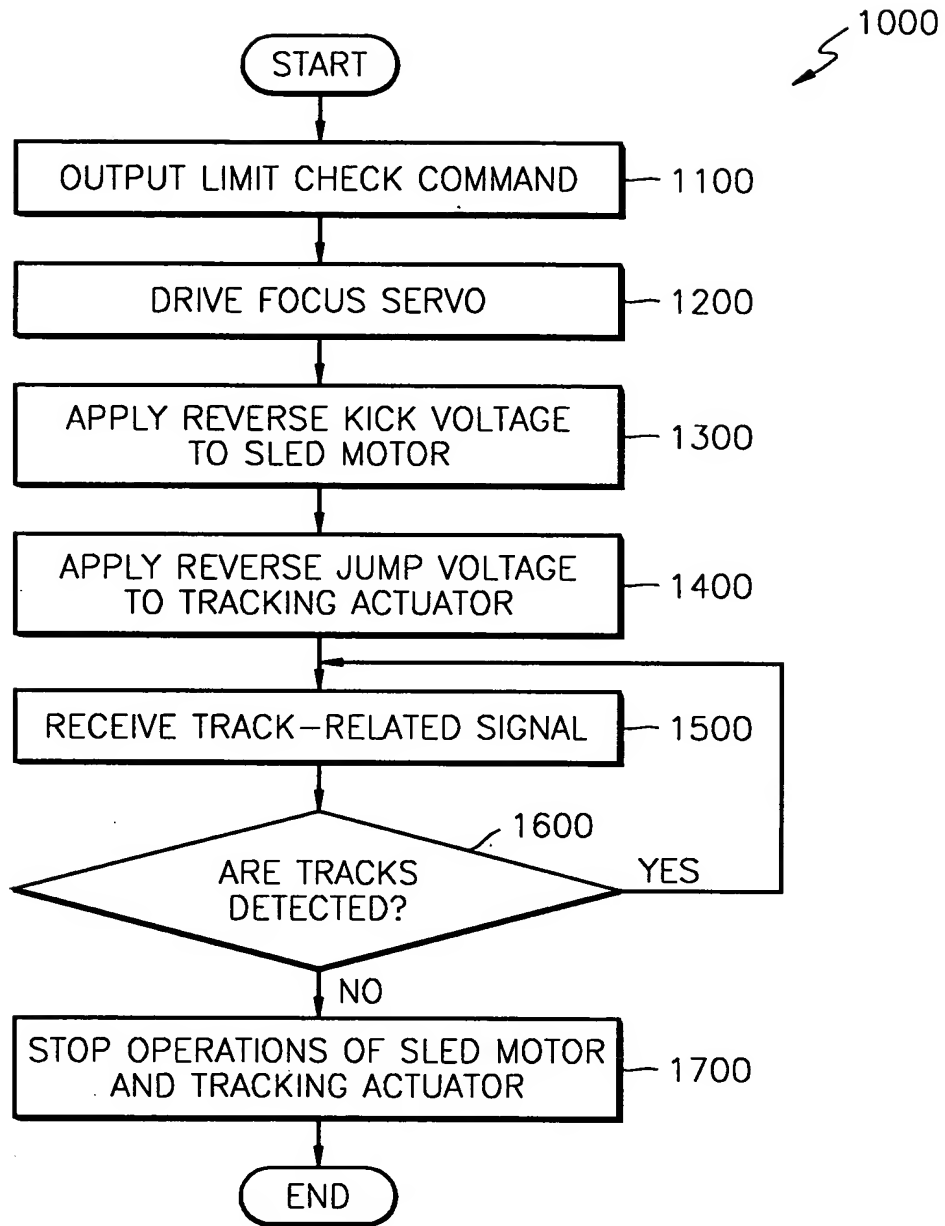 1000
START
OUTPUT LIMIT CHECK COMMAND
1100
DRIVE FOCUS SERVO
1200
APPLY REVERSE KICK VOLTAGE
TO SLED MOTOR
1300
APPLY REVERSE JUMP VOLTAGE
TO TRACKING ACTUATOR
1400
RECEIVE TRACK-RELATED SIGNAL
1500
1600
ARE TRACKS
DETECTED?
YES
NO
STOP OPERATIONS OF SLED MOTOR
AND TRACKING ACTUATOR
1700
END